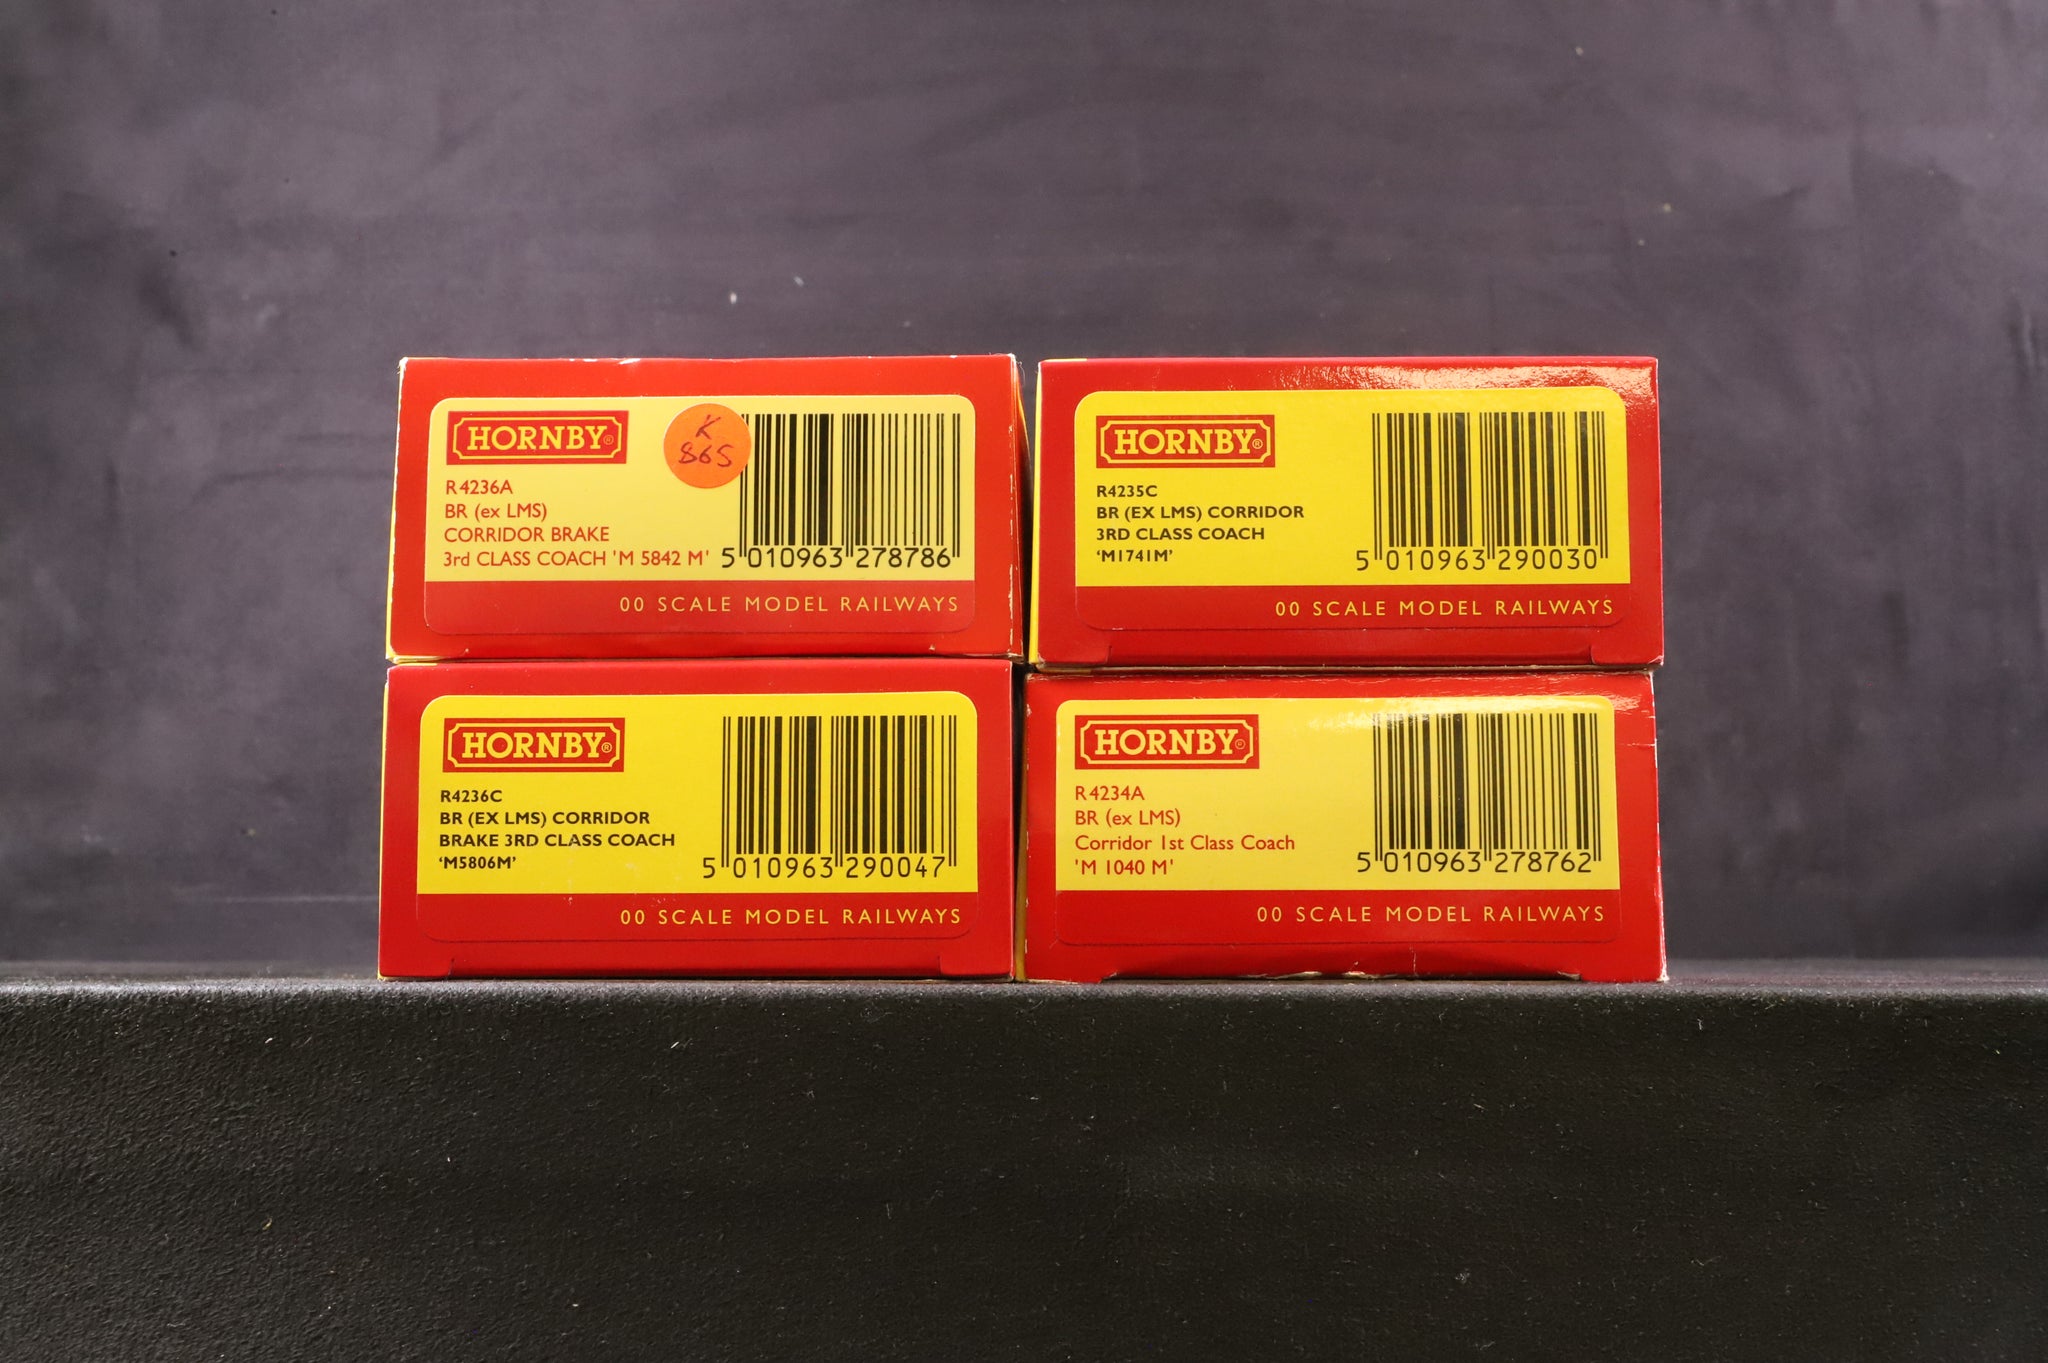 HORNBY®
K
865
R4236A
BR (ex LMS)
CORRIDOR BRAKE
3rd CLASS COACH 'M 5842 M'
5 010963 278786
00 SCALE MODEL RAILWAYS
HORNBY®
R4235C
BR (EX LMS) CORRIDOR
3RD CLASS COACH
‘M1741M’
5 010963 290030
00 SCALE MODEL RAILWAYS
HORNBY®
R4236C
BR (EX LMS) CORRIDOR
BRAKE 3RD CLASS COACH
‘M5806M’
5 010963 290047
00 SCALE MODEL RAILWAYS
HORNBY®
R4234A
BR (ex LMS)
Corridor 1st Class Coach
'M 1040 M'
5 010963 278762
00 SCALE MODEL RAILWAYS